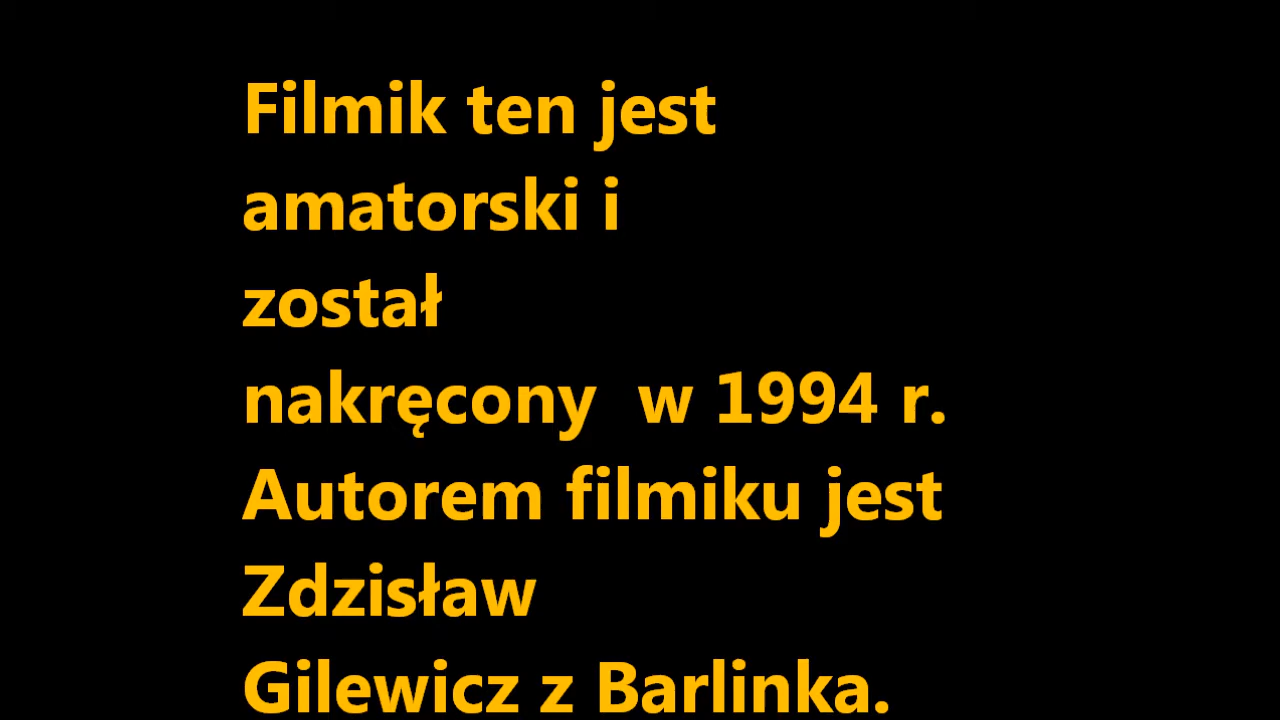 Filmik ten jest
amatorski i
został
nakręcony  w 1994 r.
Autorem filmiku jest
Zdzisław
Gilewicz z Barlinka.